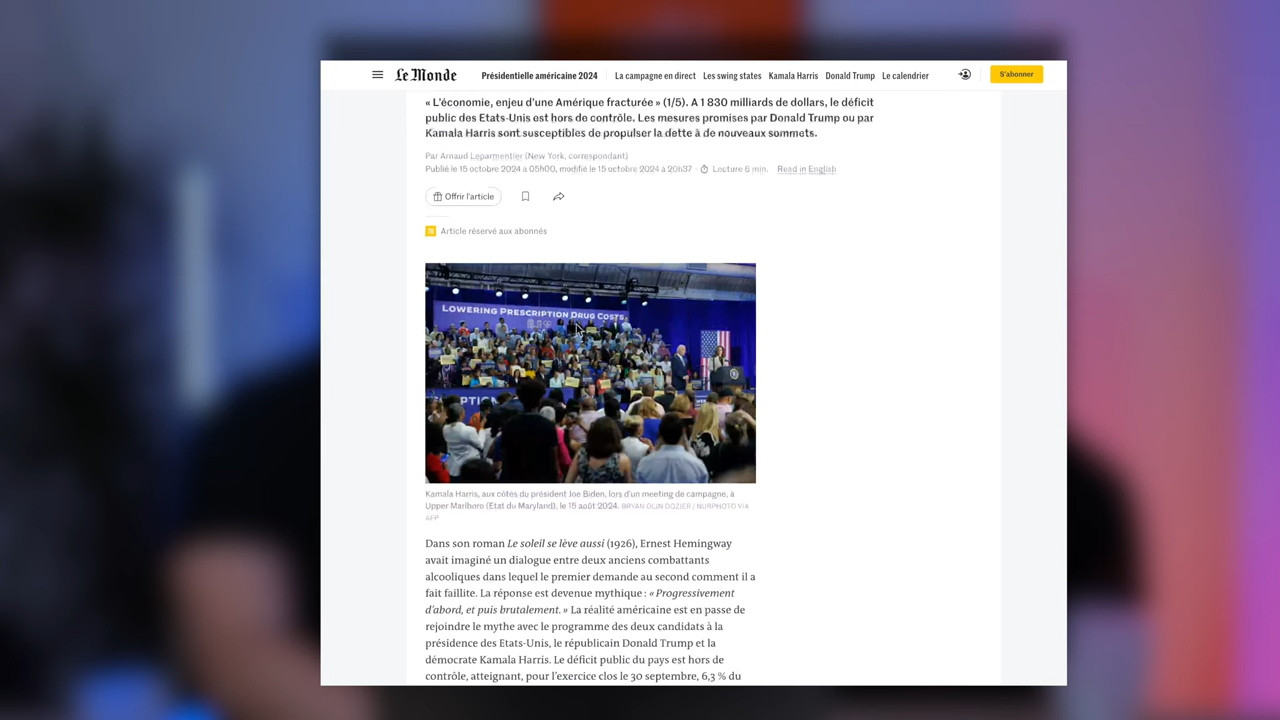 Le Monde
Présidentielle américaine 2024
La campagne en direct
Les swing states
Kamala Harris
Donald Trump
Le calendrier
S'abonner
« L'économie, enjeu d'une Amérique fracturée » (1/5). A 1 830 milliards de dollars, le déficit
public des Etats-Unis est hors de contrôle. Les mesures promises par Donald Trump ou par
Kamala Harris sont susceptibles de propulser la dette à de nouveaux sommets.
Par Arnaud Leparmentier (New York, correspondant)
Publié le 15 octobre 2024 à 05h00, modifié le 15 octobre 2024 à 20h37 · Lecture 6 min. Read in English
Offrir l'article
Article réservé aux abonnés
LOWERING PRESCRIPTION DRUG COSTS
Kamala Harris, aux côtés du président Joe Biden, lors d'un meeting de campagne, à
Upper Marlboro (Etat du Maryland), le 15 août 2024. BRYAN OLIN DOZIER / NURPHOTO VIA
AFP
Dans son roman Le soleil se lève aussi (1926), Ernest Hemingway
avait imaginé un dialogue entre deux anciens combattants
alcooliques dans lequel le premier demande au second comment il a
fait faillite. La réponse est devenue mythique : « Progressivement
d'abord, et puis brutalement. » La réalité américaine est en passe de
rejoindre le mythe avec le programme des deux candidats à la
présidence des Etats-Unis, le républicain Donald Trump et la
démocrate Kamala Harris. Le déficit public du pays est hors de
contrôle, atteignant, pour l'exercice clos le 30 septembre, 6,3 % du